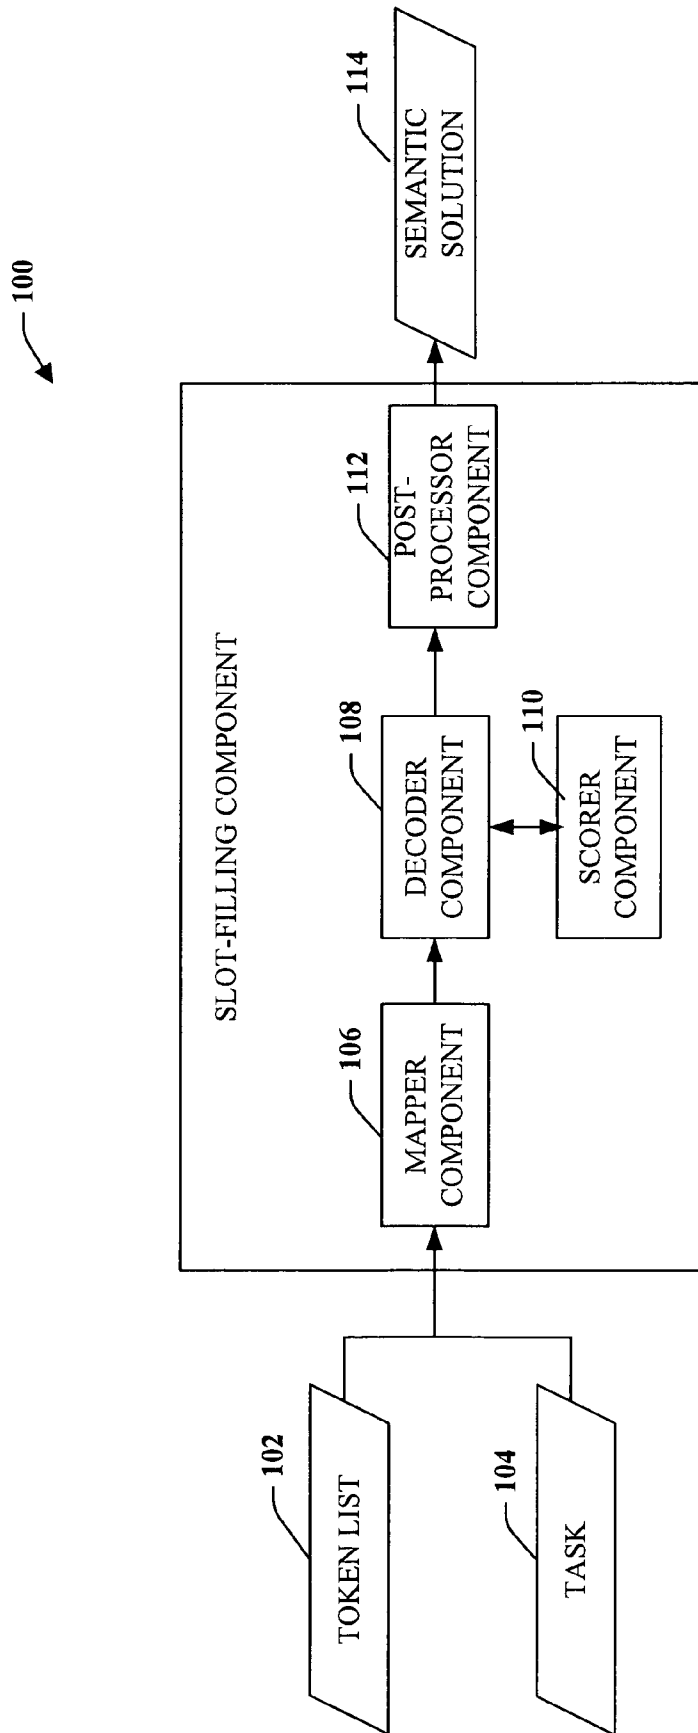 100
102
TOKEN LIST
104
TASK
SLOT-FILLING COMPONENT
106
MAPPER
COMPONENT
108
DECODER
COMPONENT
110
SCORER
COMPONENT
112
POST-
PROCESSOR
COMPONENT
114
SEMANTIC
SOLUTION